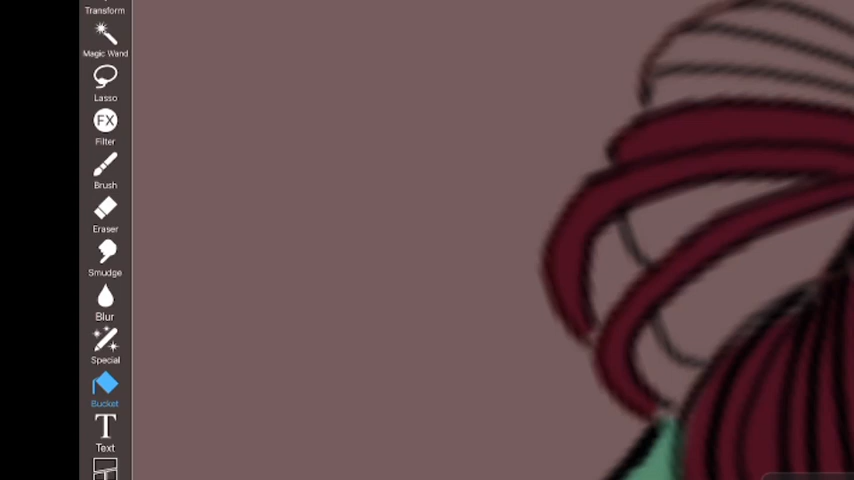 Transform
Magic Wand
Lasso
FX
Filter
Brush
Eraser
Smudge
Blur
Special
Bucket
T
Text